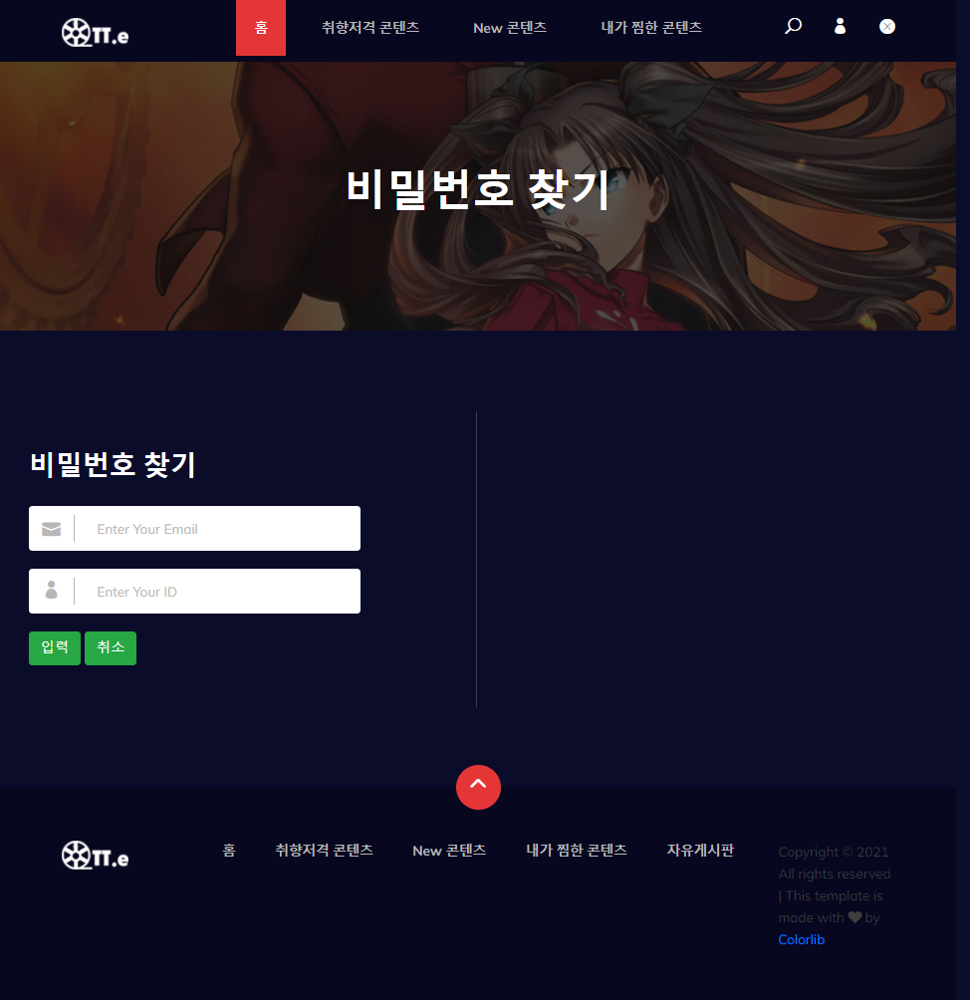 OTT.e
홈 취향저격 콘텐츠 New 콘텐츠 내가 찜한 콘텐츠
비밀번호 찾기
비밀번호 찾기
Enter Your Email
Enter Your ID
입력 취소
OTT.e
홈 취향저격 콘텐츠 New 콘텐츠 내가 찜한 콘텐츠 자유게시판
Copyright © 2021
All rights reserved
| This template is
made with ♥ by
Colorlib